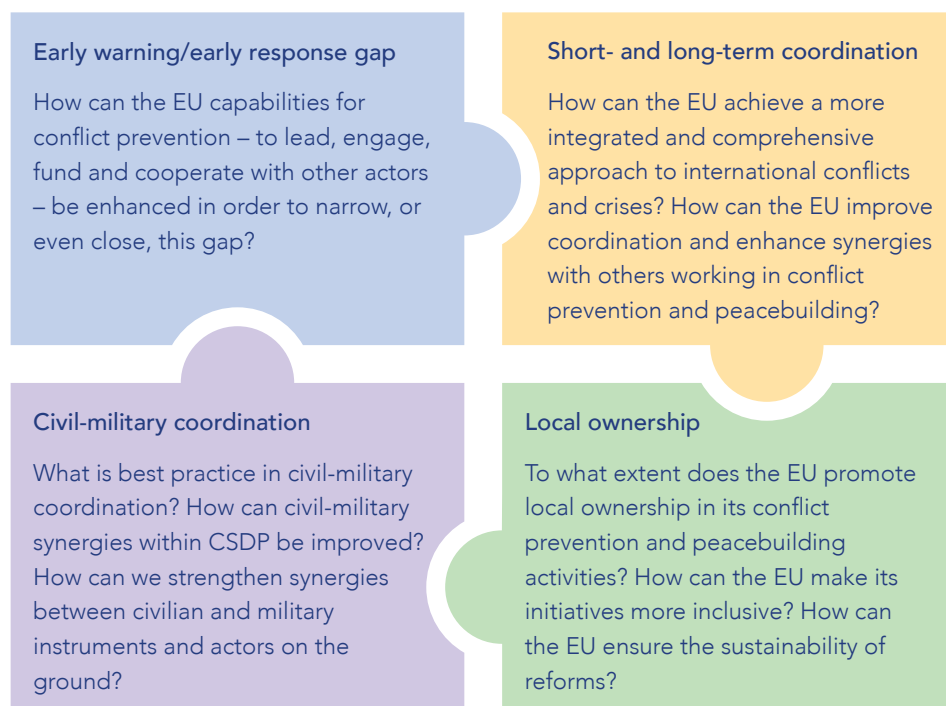 Early warning/early response gap
How can the EU capabilities for
conflict prevention – to lead, engage,
fund and cooperate with other actors
– be enhanced in order to narrow, or
even close, this gap?
Short- and long-term coordination
How can the EU achieve a more
integrated and comprehensive
approach to international conflicts
and crises? How can the EU improve
coordination and enhance synergies
with others working in conflict
prevention and peacebuilding?
Civil-military coordination
What is best practice in civil-military
coordination? How can civil-military
synergies within CSDP be improved?
How can we strengthen synergies
between civilian and military
instruments and actors on the
ground?
Local ownership
To what extent does the EU promote
local ownership in its conflict
prevention and peacebuilding
activities? How can the EU make its
initiatives more inclusive? How can
the EU ensure the sustainability of
reforms?